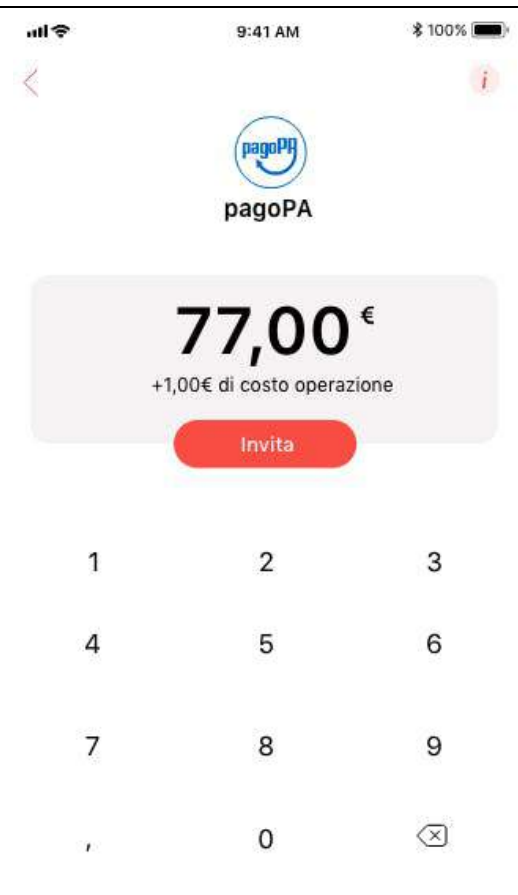 9:41 AM
100%
i
pagoPA
pagoPA
77,00 €
+1,00€ di costo operazione
Invita
1 2 3
4 5 6
7 8 9
, 0